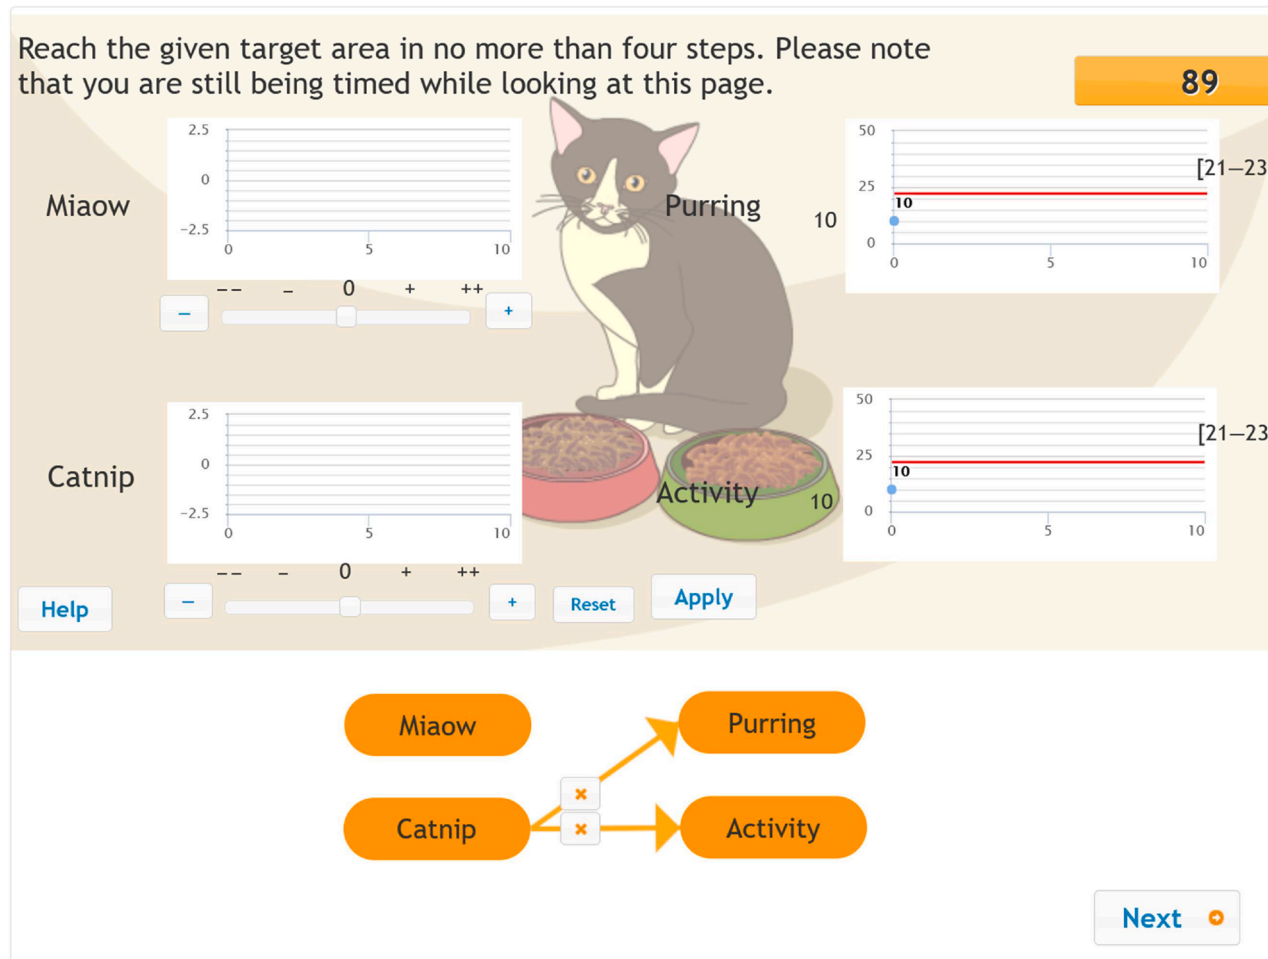 Reach the given target area in no more than four steps. Please note
that you are still being timed while looking at this page.
89
Miaow
2.5
0
−2.5
0 5 10
−− − 0 + ++
− +
Purring
10
50
25
0
10
0 5 10
[21−23
Catnip
2.5
0
−2.5
0 5 10
−− − 0 + ++
− +
Activity
10
50
25
0
10
0 5 10
[21−23
Help
Reset
Apply
Miaow
Purring
Catnip
Activity
Next